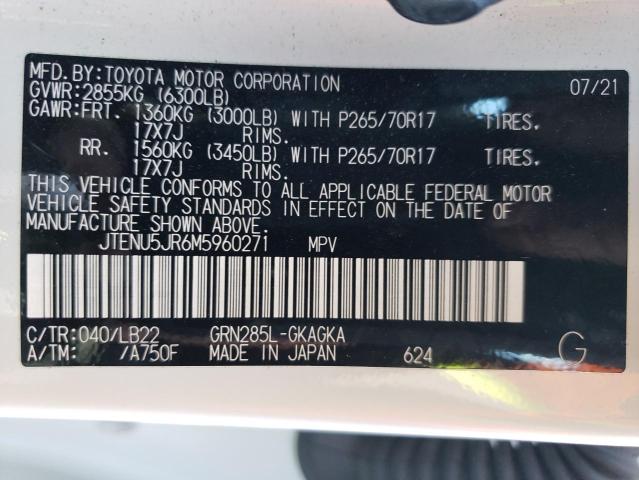 MFD.BY:TOYOTA MOTOR CORPORATION 07/21
GVWR:2855KG (6300LB)
GAWR:FRT. 1360KG (3000LB) WITH P265/70R17 TIRES.
17X7J RIMS.
RR. 1560KG (3450LB) WITH P265/70R17 TIRES.
17X7J RIMS.
THIS VEHICLE CONFORMS TO ALL APPLICABLE FEDERAL MOTOR
VEHICLE SAFETY STANDARDS IN EFFECT ON THE DATE OF
MANUFACTURE SHOWN ABOVE.
JTENU5JR6M5960271 MPV
C/TR:040/LB22 GRN285L-GKAGKA
A/TM: /A750F MADE IN JAPAN 624 G